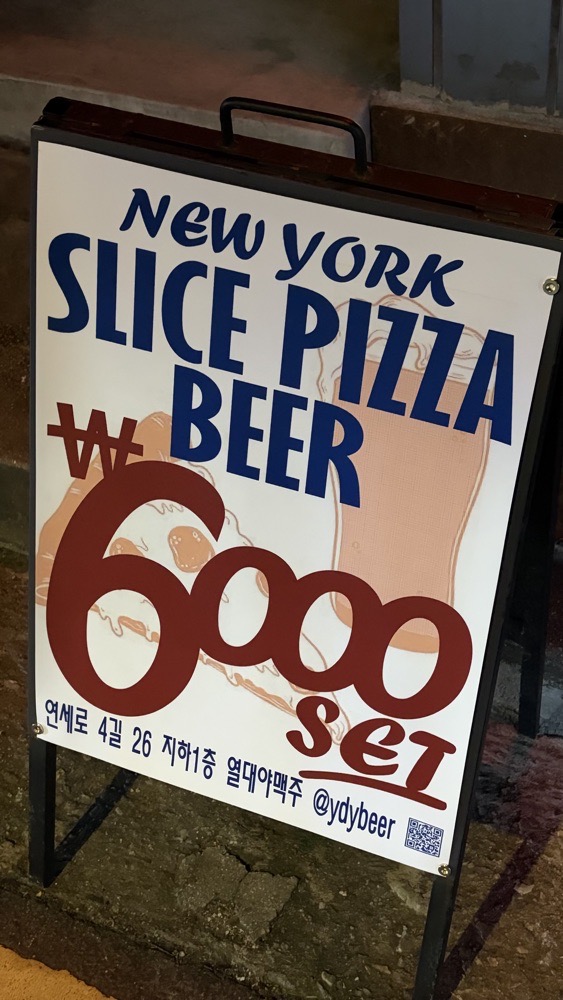 NEW YORK
SLICE PIZZA
BEER
₩6000
SET
연세로 4길 26 지하1층 열대야맥주 @ydybeer